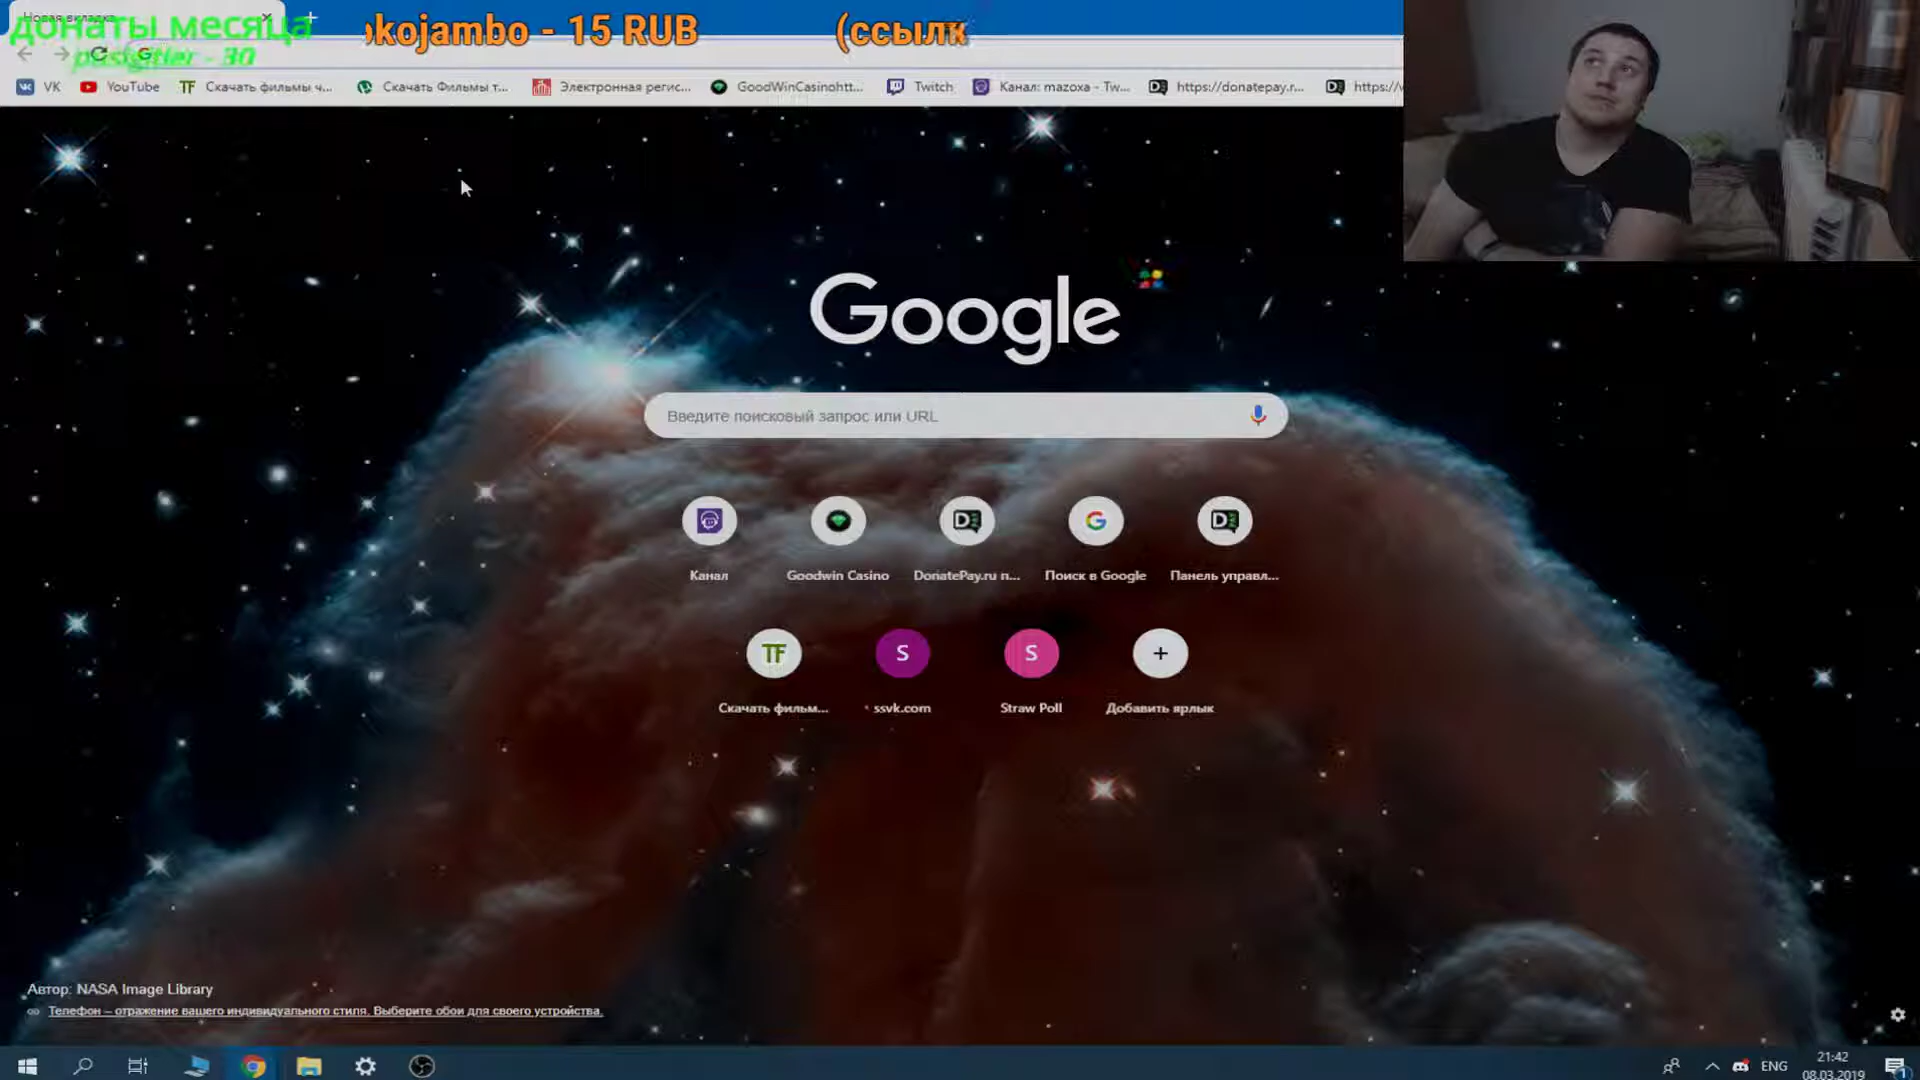 Новая вкладка
донаты месяца
kojambo - 15 RUB (ссылк
- 30
VK YouTube Скачать фильмы ч... Скачать Фильмы т... Электронная регис... GoodWinCasinohtt... Twitch Канал: mazoxa - Tw... https://donatepay.r...
Google
Введите поисковый запрос или URL
Канал Goodwin Casino DonatePay.ru п... Поиск в Google Панель управл...
TF S S +
Скачать фильм... ssvk.com Straw Poll Добавить ярлык
Автор: NASA Image Library
Телефон – отражение вашего индивидуального стиля. Выберите обои для своего устройства.
ENG 21:42
08.03.2019